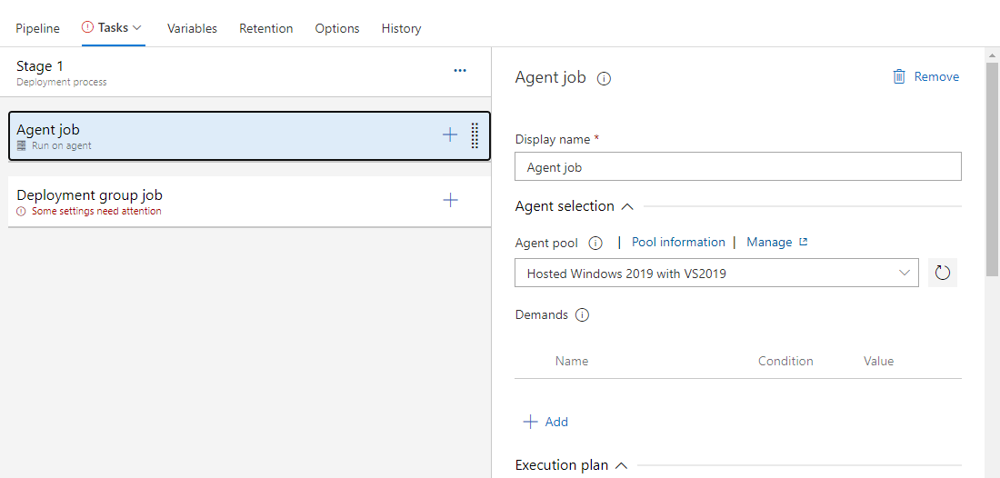 Pipeline Tasks Variables Retention Options History
Stage 1
Deployment process
Agent job
Run on agent
Deployment group job
Some settings need attention
Agent job Remove
Display name *
Agent job
Agent selection
Agent pool | Pool information | Manage
Hosted Windows 2019 with VS2019
Demands
Name Condition Value
Add
Execution plan